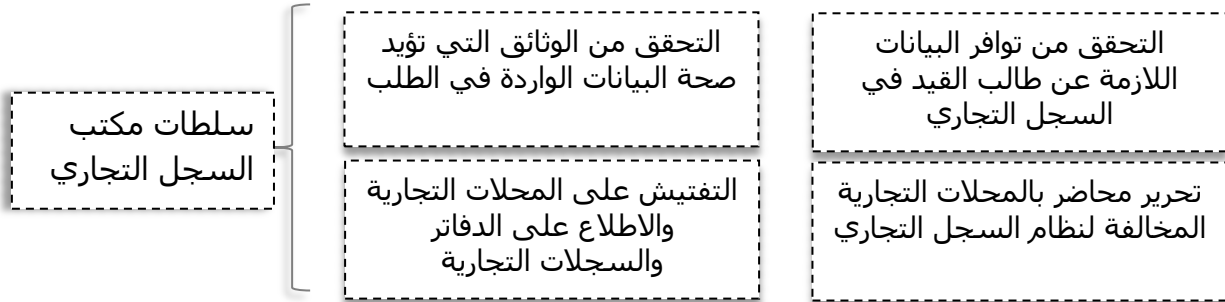 سلطات مكتب
السجل التجاري
التحقق من توافر البيانات
اللازمة عن طالب القيد في
السجل التجاري
التحقق من الوثائق التي تؤيد
صحة البيانات الواردة في الطلب
تحرير محاضر بالمحلات التجارية
المخالفة لنظام السجل التجاري
التفتيش على المحلات التجارية
والاطلاع على الدفاتر
والسجلات التجارية